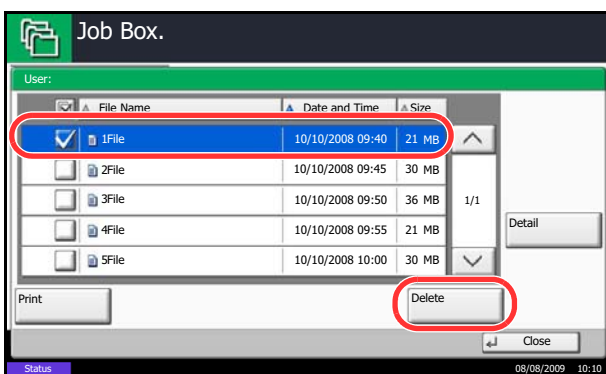 Job Box.
User:
File Name Date and Time Size
1File 10/10/2008 09:40 21 MB
2File 10/10/2008 09:45 30 MB
3File 10/10/2008 09:50 36 MB 1/1
4File 10/10/2008 09:55 21 MB Detail
5File 10/10/2008 10:00 30 MB
Print Delete
Close
Status 08/08/2009 10:10